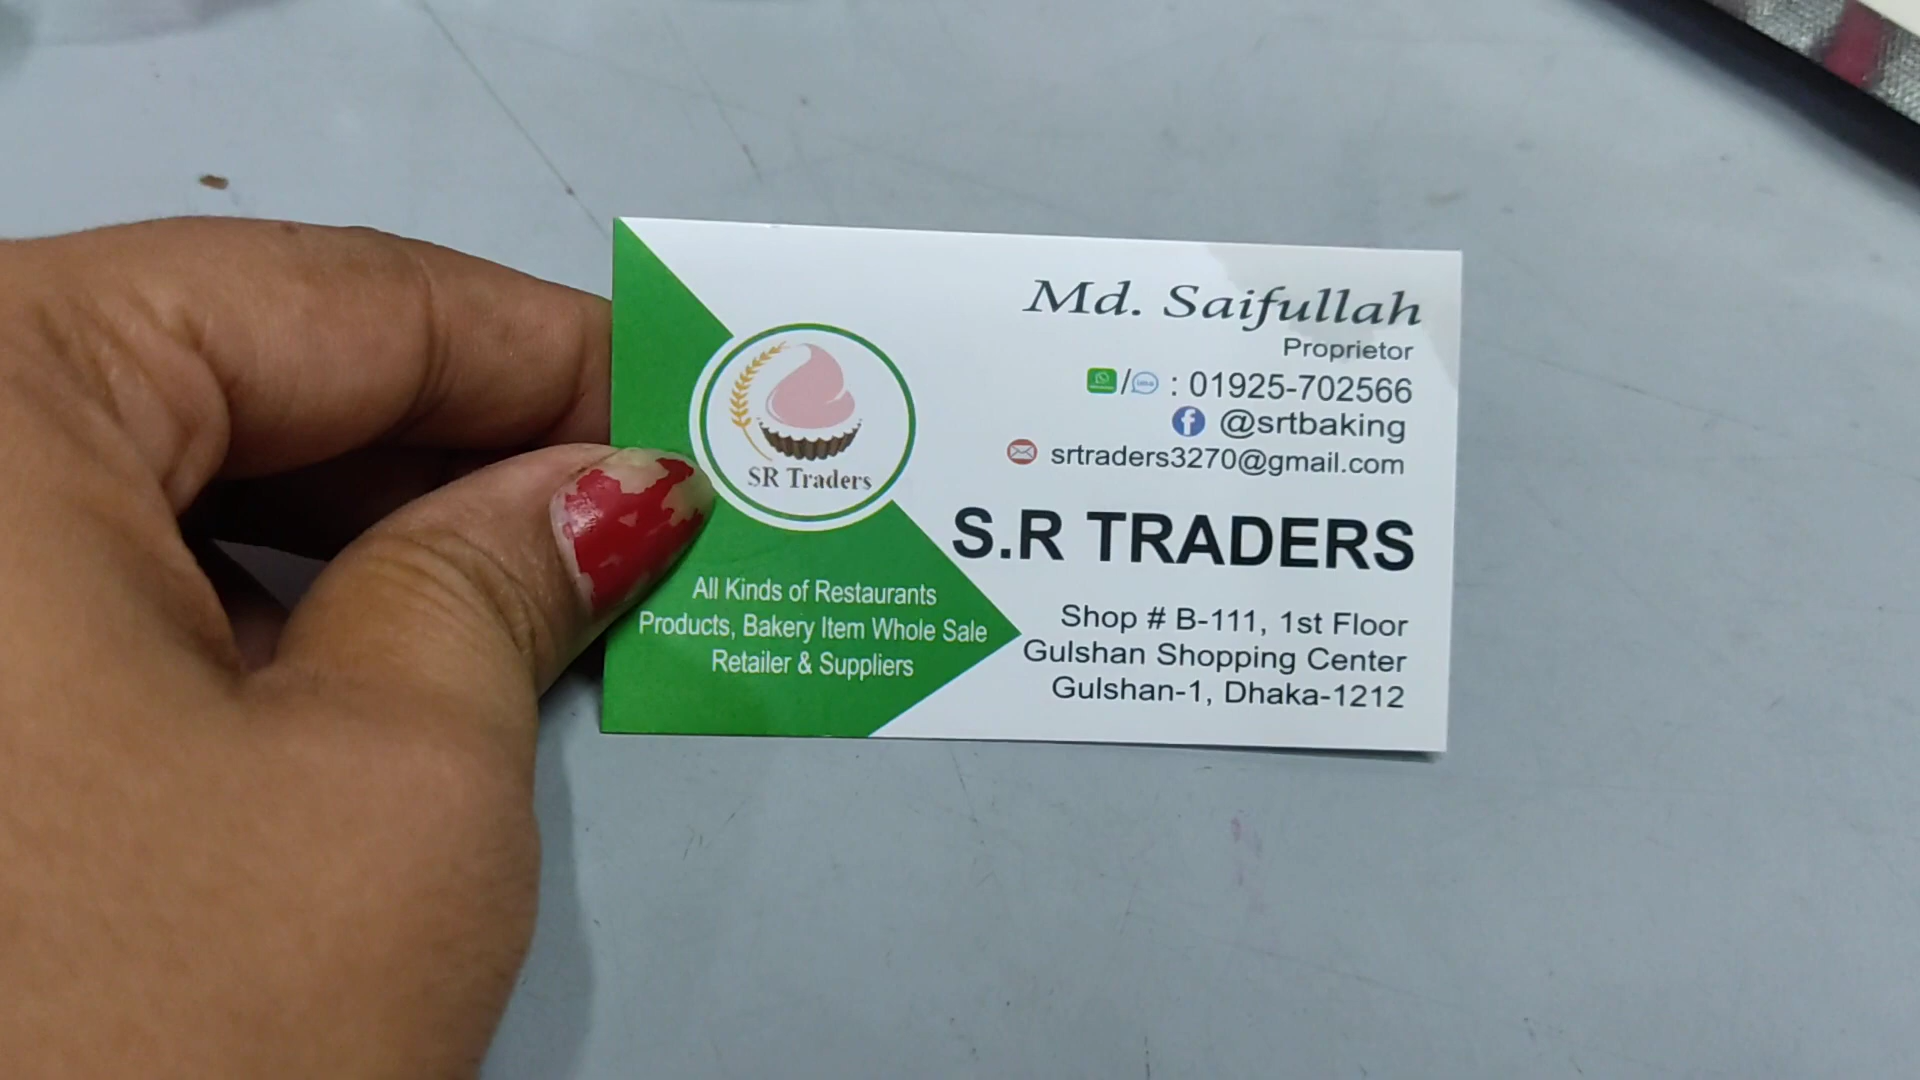 Md. Saifullah
Proprietor
: 01925-702566
@srtbaking
srtraders3270@gmail.com
SR Traders
S.R TRADERS
All Kinds of Restaurants
Products, Bakery Item Whole Sale
Retailer & Suppliers
Shop # B-111, 1st Floor
Gulshan Shopping Center
Gulshan-1, Dhaka-1212